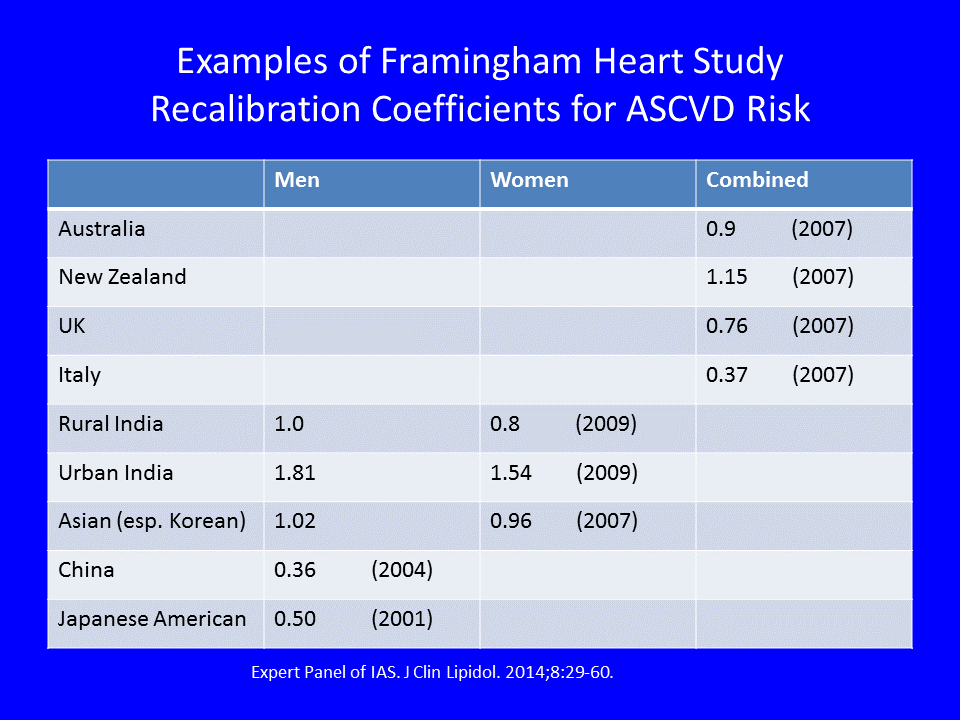 Examples of Framingham Heart Study
Recalibration Coefficients for ASCVD Risk
Men Women Combined
Australia 0.9 (2007)
New Zealand 1.15 (2007)
UK 0.76 (2007)
Italy 0.37 (2007)
Rural India 1.0 0.8 (2009)
Urban India 1.81 1.54 (2009)
Asian (esp. Korean) 1.02 0.96 (2007)
China 0.36 (2004)
Japanese American 0.50 (2001)
Expert Panel of IAS. J Clin Lipidol. 2014;8:29-60.